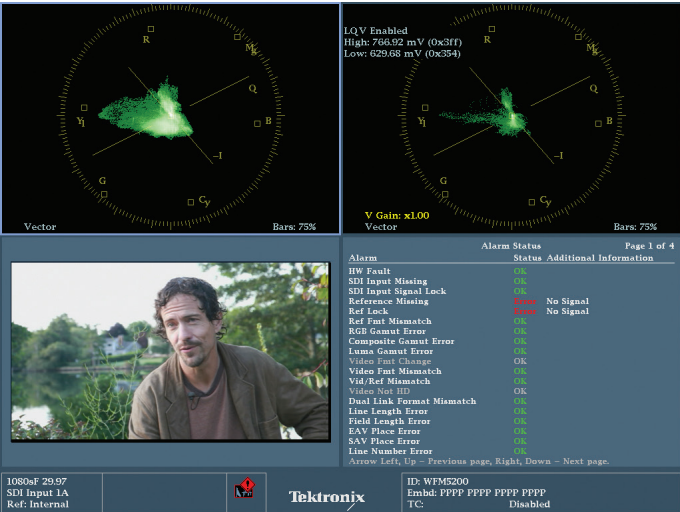 R
Mg
Q
B
Yl
-I
G
Cy
Vector
Bars: 75%
LQV Enabled
High: 766.92 mV (0x3ff)
Low: 629.68 mV (0x354)
R
Mg
Q
B
Yl
-I
G
Cy
V Gain: x1.00
Vector
Bars: 75%
Alarm Status Page 1 of 4
Alarm Status Additional Information
HW Fault OK
SDI Input Missing OK
SDI Input Signal Lock OK
Reference Missing No Signal
Ref Lock No Signal
Ref Fmt Mismatch OK
RGB Gamut Error OK
Composite Gamut Error OK
Luma Gamut Error OK
Video Fmt Change OK
Video Fmt Mismatch OK
Vid/Ref Mismatch OK
Video Not HD OK
Dual Link Format Mismatch OK
Line Length Error OK
Field Length Error OK
EAV Place Error OK
SAV Place Error OK
Line Number Error OK
Arrow Left, Up - Previous page, Right, Down - Next page.
1080sF 29.97
SDI Input 1A
Ref: Internal
Tektronix
ID: WFM5200
Embd: PPPP PPPP PPPP PPPP
TC: Disabled